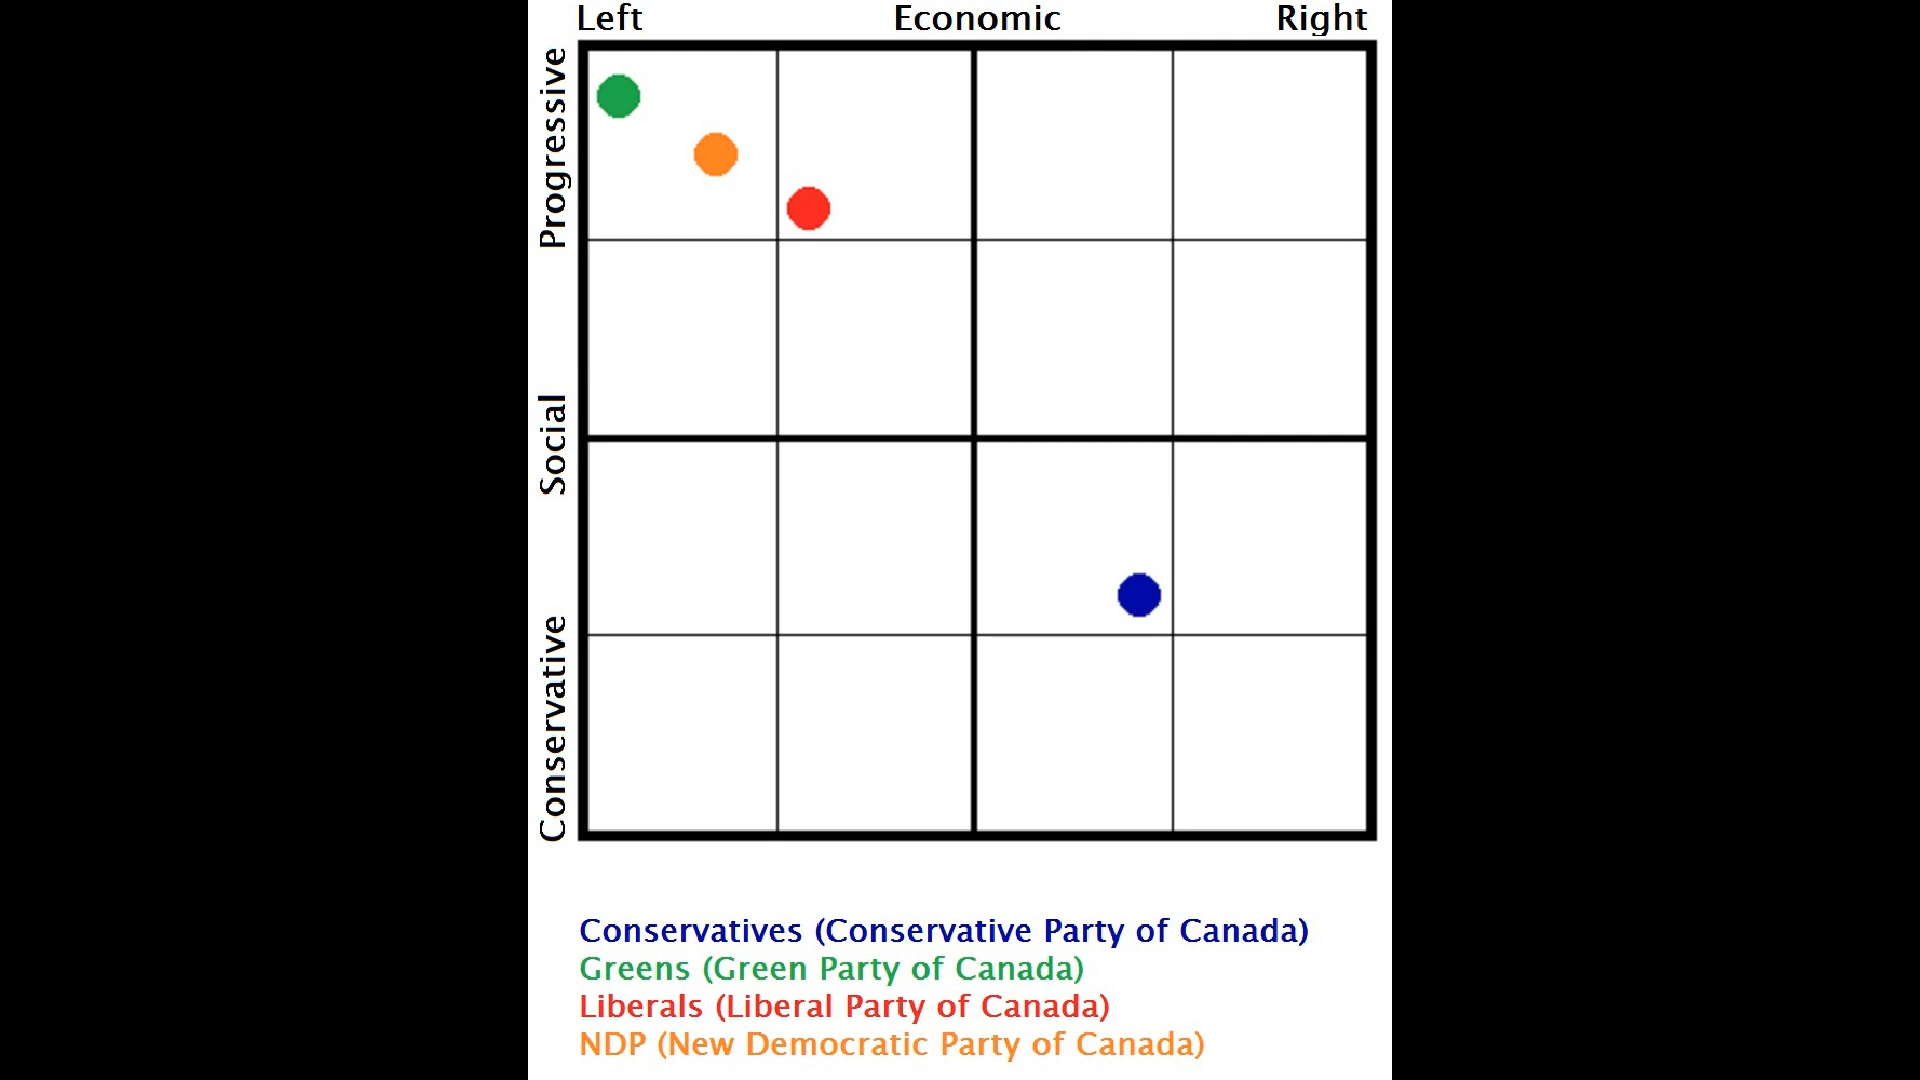 Left Economic Right
Progressive
Social
Conservative
Conservatives (Conservative Party of Canada)
Greens (Green Party of Canada)
Liberals (Liberal Party of Canada)
NDP (New Democratic Party of Canada)